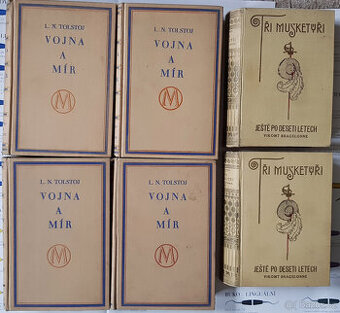 L. N. TOLSTOJ
VOJNA
A
MÍR
M
L. N. TOLSTOJ
VOJNA
A
MÍR
M
TŘI MUSKETÝŘI
JEŠTĚ PO DESETI LETECH
VIKOMT BRAGELONNE
L. N. TOLSTOJ
VOJNA
A
MÍR
M
L. N. TOLSTOJ
VOJNA
A
MÍR
M
TŘI MUSKETÝŘI
JEŠTĚ PO DESETI LETECH
VIKOMT BRAGELONNE